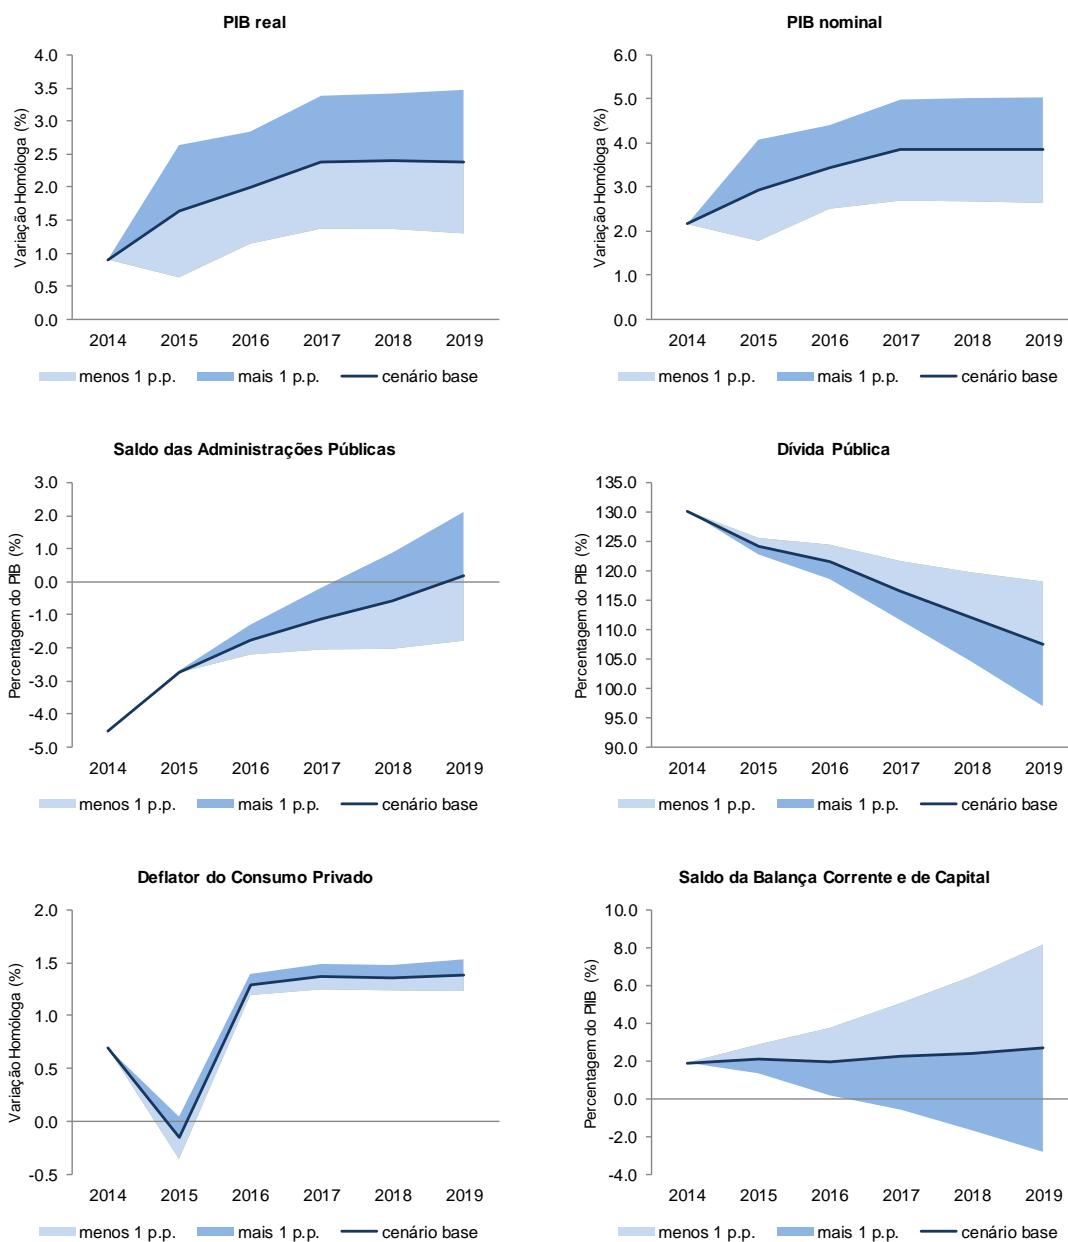 PIB real
Variação Homóloga (%)
4.0
3.5
3.0
2.5
2.0
1.5
1.0
0.5
0.0
2014 2015 2016 2017 2018 2019
menos 1 p.p. mais 1 p.p. cenário base
PIB nominal
Variação Homóloga (%)
6.0
5.0
4.0
3.0
2.0
1.0
0.0
2014 2015 2016 2017 2018 2019
menos 1 p.p. mais 1 p.p. cenário base
Saldo das Administrações Públicas
Percentagem do PIB (%)
3.0
2.0
1.0
0.0
-1.0
-2.0
-3.0
-4.0
-5.0
2014 2015 2016 2017 2018 2019
menos 1 p.p. mais 1 p.p. cenário base
Dívida Pública
Percentagem do PIB (%)
135.0
130.0
125.0
120.0
115.0
110.0
105.0
100.0
95.0
90.0
2014 2015 2016 2017 2018 2019
menos 1 p.p. mais 1 p.p. cenário base
Deflator do Consumo Privado
Variação Homóloga (%)
2.0
1.5
1.0
0.5
0.0
-0.5
2014 2015 2016 2017 2018 2019
menos 1 p.p. mais 1 p.p. cenário base
Saldo da Balança Corrente e de Capital
Percentagem do PIIB (%)
10.0
8.0
6.0
4.0
2.0
0.0
-2.0
-4.0
2014 2015 2016 2017 2018 2019
menos 1 p.p. mais 1 p.p. cenário base